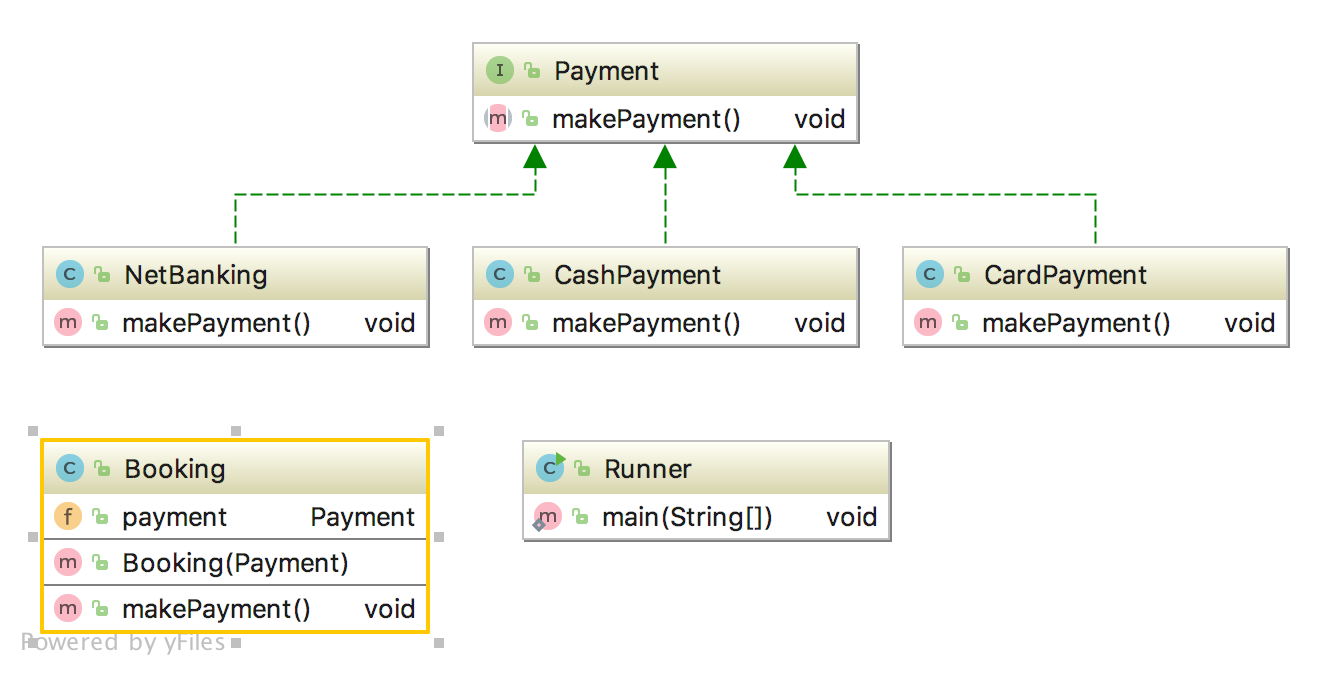 I Payment
m makePayment() void
C NetBanking
m makePayment() void
C CashPayment
m makePayment() void
C CardPayment
m makePayment() void
C Booking
f payment Payment
m Booking(Payment)
m makePayment() void
C Runner
m main(String[]) void
Powered by yFiles